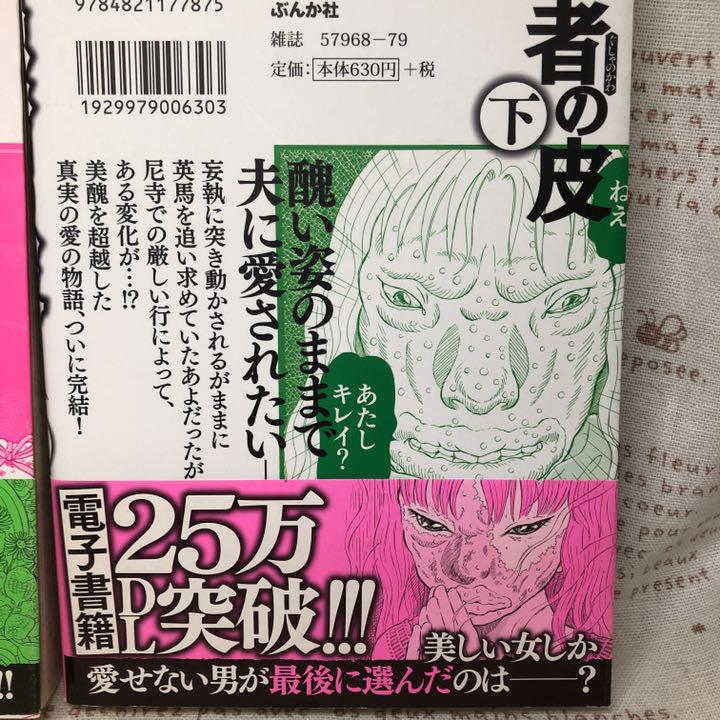 9784821177875
1929979006303
ぶんか社
雑誌 57968-79
定価：本体630円+税
者の皮
ぐしゃのかわ
下
ねえ
あたし
キレイ？
醜い姿のままで
夫に愛されたい―
妄執に突き動かされるがままに
英馬を追い求めていたあよだったが
尼寺での厳しい行によって、
ある変化が…!?
美醜を超越した
真実の愛の物語、ついに完結！
電子書籍
25万
DL突破!!!
美しい女しか
愛せない男が最後に選んだのは――？
!!
vrai
posee.
fleur
present